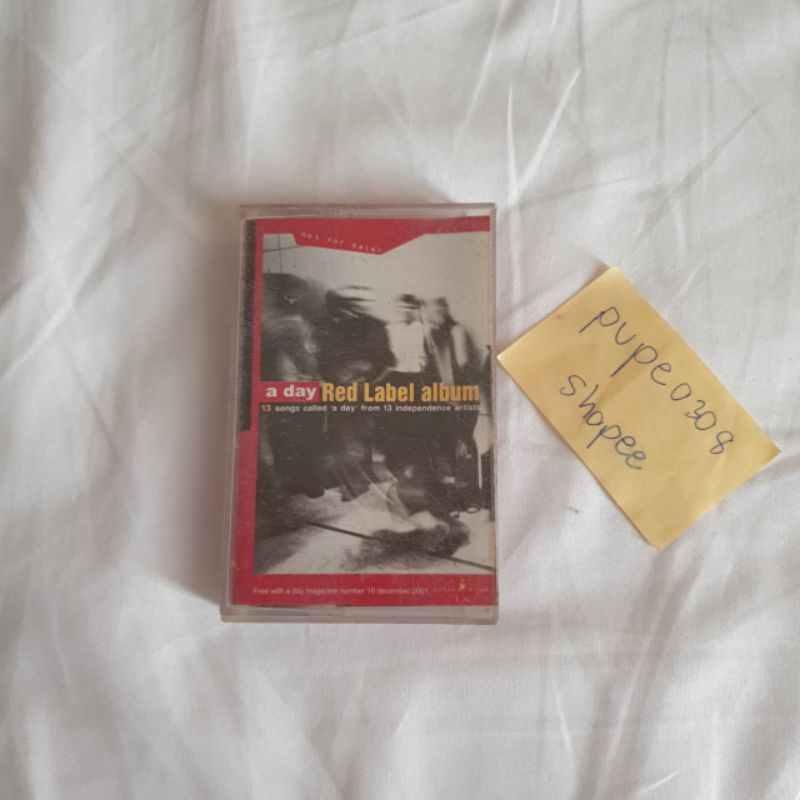 not for sale!
a day Red Label album
13 songs called 'a day' from 13 independence artists
Free with a day magazine number 16 december 2001
pupe0308
shopee